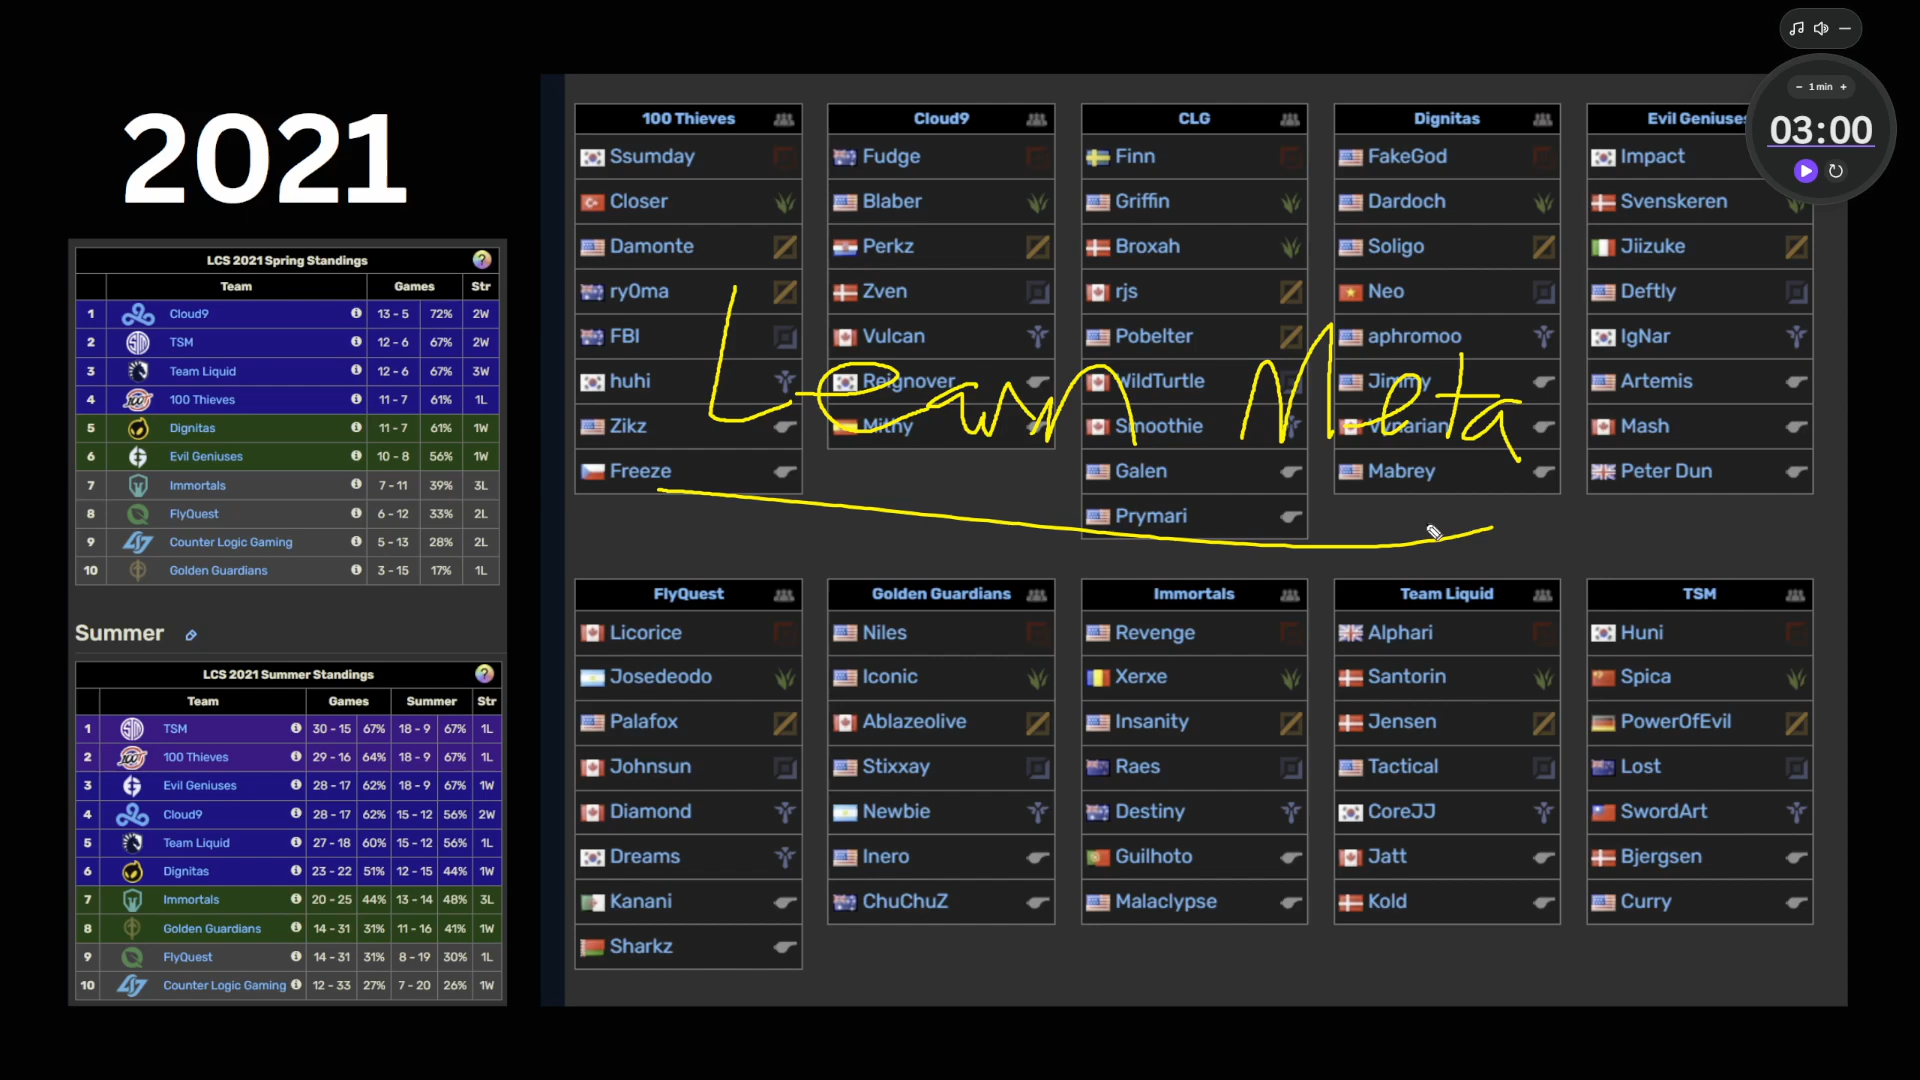 − 1 min +
03:00
2021
LCS 2021 Spring Standings
Team Games Str
1 Cloud9 13 - 5 72% 2W
2 TSM 12 - 6 67% 2W
3 Team Liquid 12 - 6 67% 3W
4 100 Thieves 11 - 7 61% 1L
5 Dignitas 11 - 7 61% 1W
6 Evil Geniuses 10 - 8 56% 1W
7 Immortals 7 - 11 39% 3L
8 FlyQuest 6 - 12 33% 2L
9 Counter Logic Gaming 5 - 13 28% 2L
10 Golden Guardians 3 - 15 17% 1L
Summer
LCS 2021 Summer Standings
Team Games Summer Str
1 TSM 30 - 15 67% 18 - 9 67% 1L
2 100 Thieves 29 - 16 64% 18 - 9 67% 1L
3 Evil Geniuses 28 - 17 62% 18 - 9 67% 1W
4 Cloud9 28 - 17 62% 15 - 12 56% 2W
5 Team Liquid 27 - 18 60% 15 - 12 56% 1L
6 Dignitas 23 - 22 51% 12 - 15 44% 1W
7 Immortals 20 - 25 44% 13 - 14 48% 3L
8 Golden Guardians 14 - 31 31% 11 - 16 41% 1W
9 FlyQuest 14 - 31 31% 8 - 19 30% 1L
10 Counter Logic Gaming 12 - 33 27% 7 - 20 26% 1W
100 Thieves
Ssumday
Closer
Damonte
ry0ma
FBI
huhi
Zikz
Freeze
Cloud9
Fudge
Blaber
Perkz
Zven
Vulcan
Reignover
Mithy
CLG
Finn
Griffin
Broxah
rjs
Pobelter
WildTurtle
Smoothie
Galen
Prymari
Dignitas
FakeGod
Dardoch
Soligo
Neo
aphromoo
Jimmy
Vynarian
Mabrey
Evil Geniuses
Impact
Svenskeren
Jiizuke
Deftly
IgNar
Artemis
Mash
Peter Dun
Learn Meta
FlyQuest
Licorice
Josedeodo
Palafox
Johnsun
Diamond
Dreams
Kanani
Sharkz
Golden Guardians
Niles
Iconic
Ablazeolive
Stixxay
Newbie
Inero
ChuChuZ
Immortals
Revenge
Xerxe
Insanity
Raes
Destiny
Guilhoto
Malaclypse
Team Liquid
Alphari
Santorin
Jensen
Tactical
CoreJJ
Jatt
Kold
TSM
Huni
Spica
PowerOfEvil
Lost
SwordArt
Bjergsen
Curry